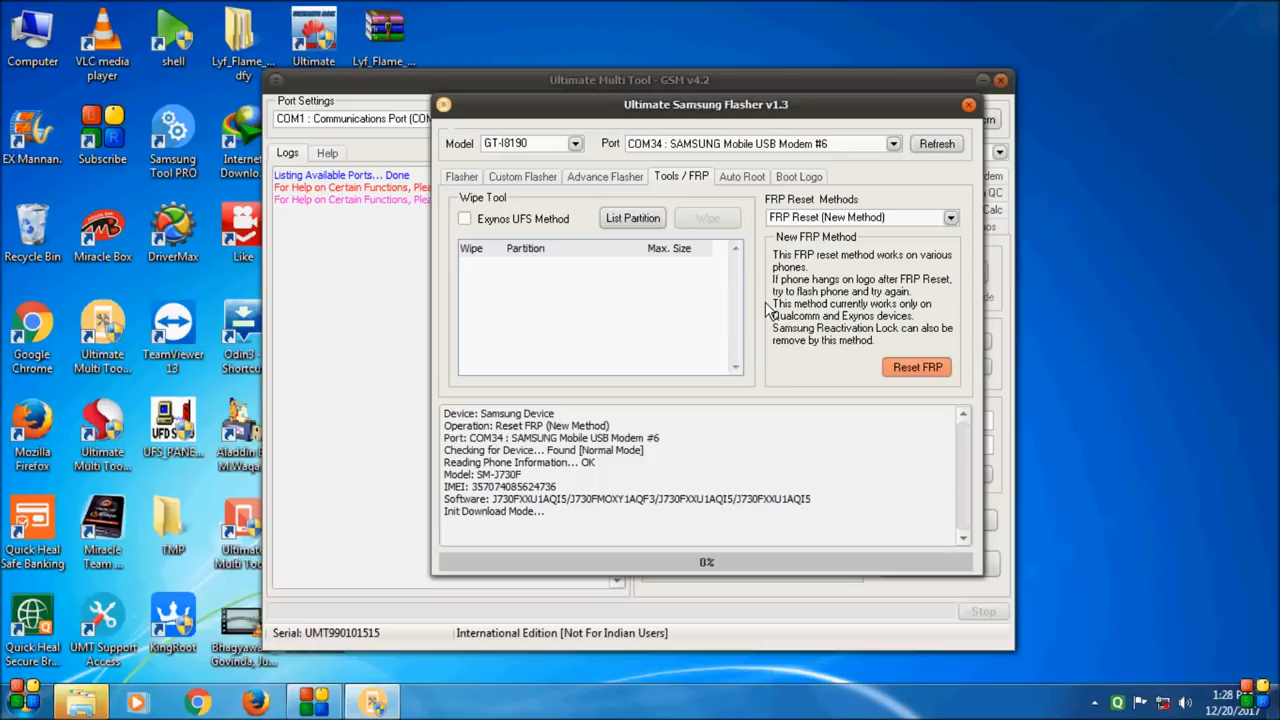 Computer
VLC media
player
shell
Lyf_Flame_...
dfy
Ultimate
Lyf_Flame_...
EX Mannan.
Subscribe
Samsung
Tool PRO
Internet
Downlo...
Recycle Bin
Miracle Box
DriverMax
Like
Google
Chrome
Ultimate
Multi Too...
TeamViewer
13
Odin3 -
Shortcut
Mozilla
Firefox
Ultimate
Multi Too...
UFS_PANE...
Aladdin
M.Waqa
Quick Heal
Safe Banking
Miracle
Team ...
TMP
Ultimate
Multi Too
Quick Heal
Secure Br...
UMT Support
Access
KingRoot
Bhagyawa
Govinda, Ju...
Ultimate Multi Tool - GSM v4.2
Port Settings
COM1 : Communications Port (COM
Logs
Help
Listing Available Ports... Done
For Help on Certain Functions, Plea
For Help on Certain Functions, Plea
Stop
Serial: UMT990101515
International Edition [Not For Indian Users]
Ultimate Samsung Flasher v1.3
Model
GT-I8190
Port
COM34 : SAMSUNG Mobile USB Modem #6
Refresh
Flasher
Custom Flasher
Advance Flasher
Tools / FRP
Auto Root
Boot Logo
Wipe Tool
Exynos UFS Method
List Partition
Wipe
Wipe
Partition
Max. Size
FRP Reset Methods
FRP Reset (New Method)
New FRP Method
This FRP reset method works on various
phones.
If phone hangs on logo after FRP Reset,
try to flash phone and try again.
This method currently works only on
Qualcomm and Exynos devices.
Samsung Reactivation Lock can also be
remove by this method.
Reset FRP
Device: Samsung Device
Operation: Reset FRP (New Method)
Port: COM34 : SAMSUNG Mobile USB Modem #6
Checking for Device... Found [Normal Mode]
Reading Phone Information... OK
Model: SM-J730F
IMEI: 357074085624736
Software: J730FXXU1AQI5/J730FMOXY1AQF3/J730FXXU1AQI5/J730FXXU1AQI5
Init Download Mode...
0%
1:28 PM
12/20/2017